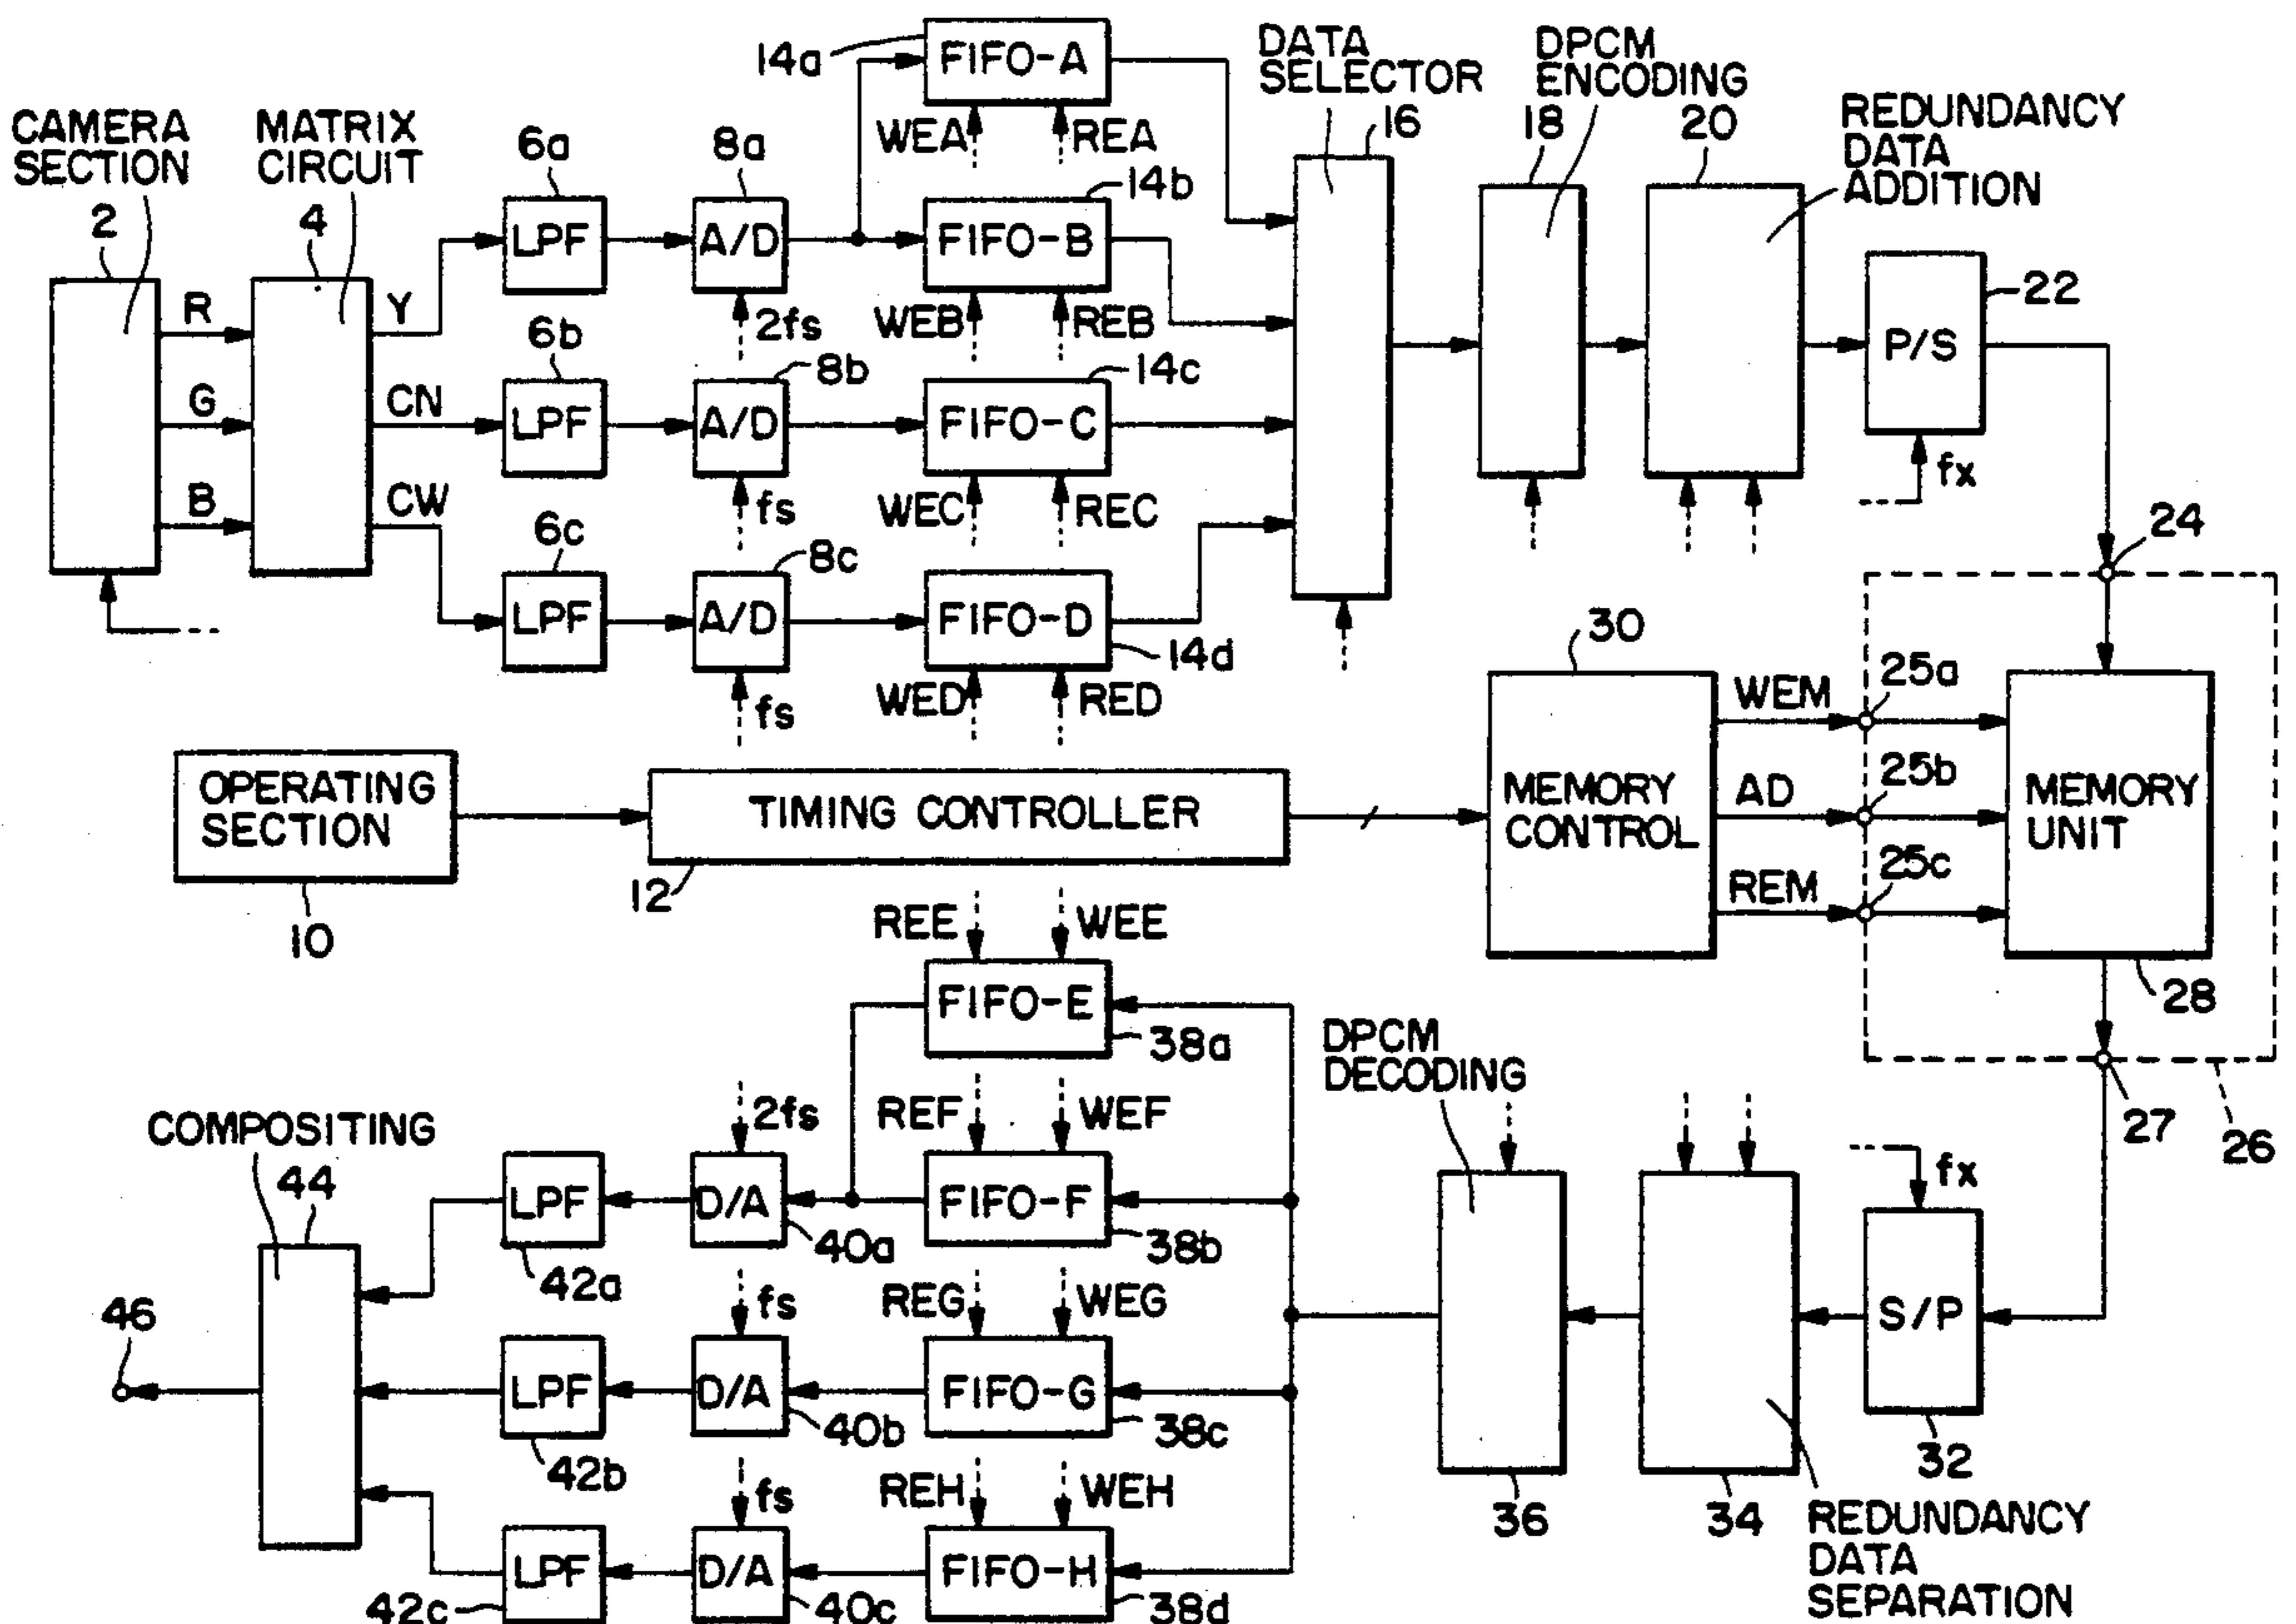 CAMERA
SECTION
2
MATRIX
CIRCUIT
4
R
G
B
Y
CN
CW
6a
LPF
6b
LPF
6c
LPF
8a
A/D
2fs
8b
A/D
fs
8c
A/D
fs
14a
FIFO-A
WEA
REA
14b
FIFO-B
WEB
REB
14c
FIFO-C
WEC
REC
FIFO-D
14d
WED
RED
DATA
SELECTOR
16
DPCM
ENCODING
18
20
REDUNDANCY
DATA
ADDITION
P/S
22
fx
24
OPERATING
SECTION
10
TIMING CONTROLLER
12
30
MEMORY
CONTROL
WEM
AD
REM
25a
25b
25c
MEMORY
UNIT
28
27
26
REE
WEE
FIFO-E
38a
REF
WEF
FIFO-F
38b
REG
WEG
FIFO-G
38c
REH
WEH
FIFO-H
38d
DPCM
DECODING
36
34
REDUNDANCY
DATA
SEPARATION
fx
S/P
32
2fs
D/A
40a
fs
D/A
40b
fs
D/A
40c
LPF
42a
LPF
42b
LPF
42c
COMPOSITING
44
46